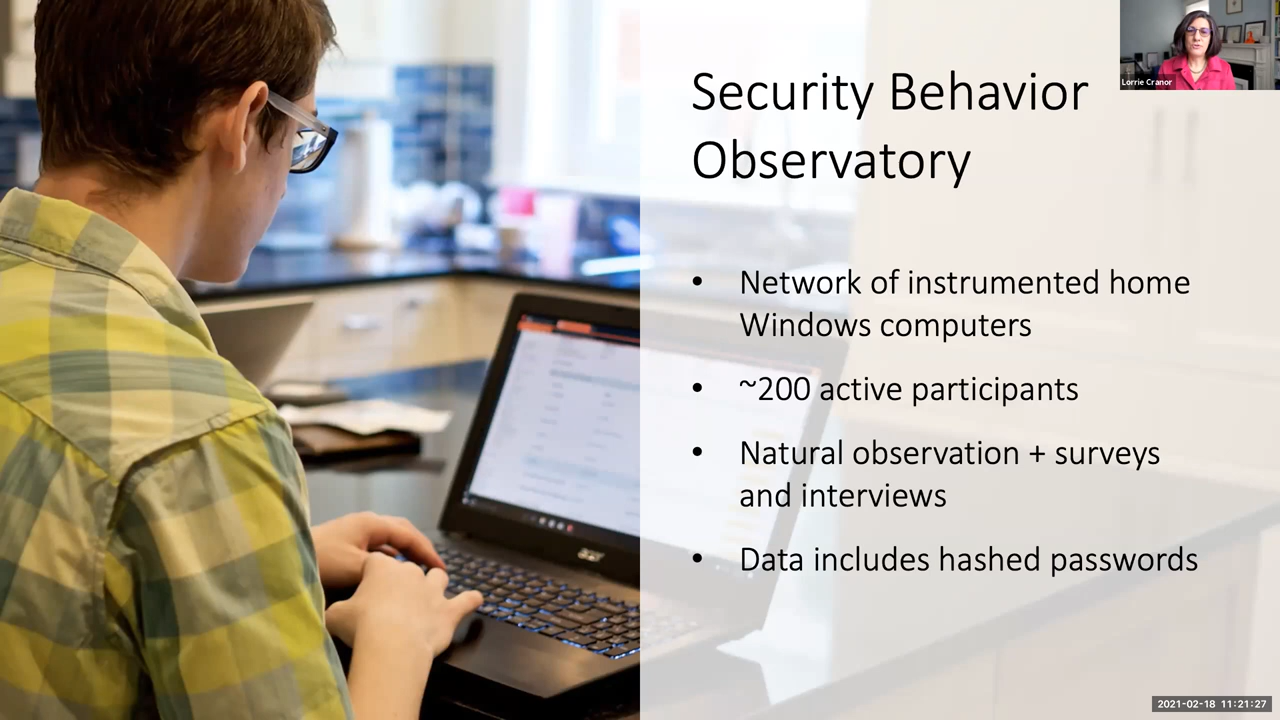 Security Behavior
Observatory
Lorrie Cranor
• Network of instrumented home
Windows computers
• ~200 active participants
• Natural observation + surveys
and interviews
• Data includes hashed passwords
acer
2021-02-18 11:21:27